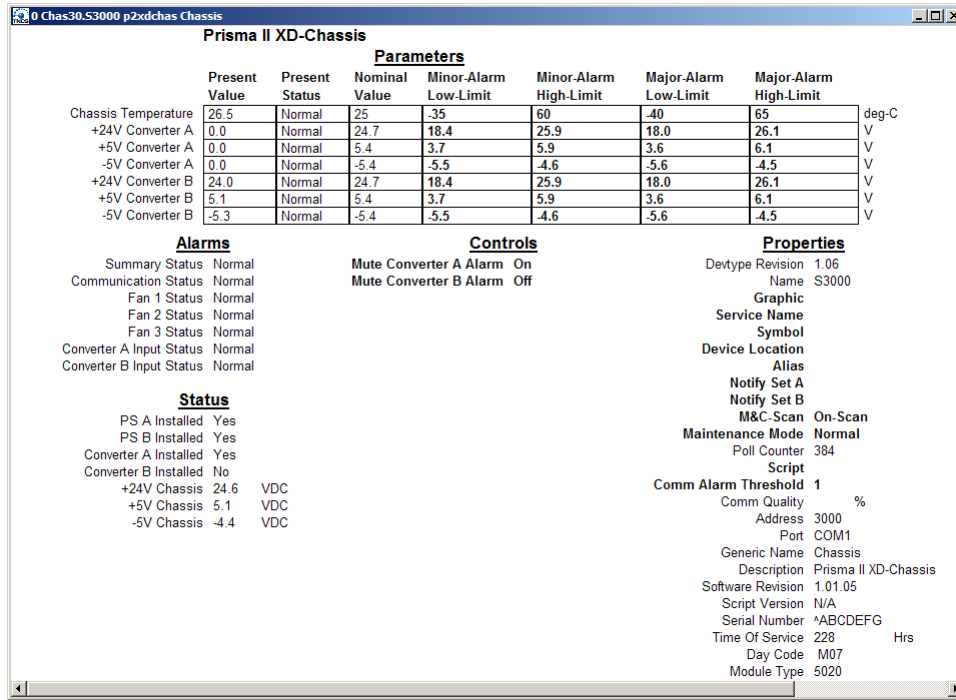 0 Chas30.S3000 p2xdchas Chassis
Prisma II XD-Chassis
Parameters
Present Present Nominal Minor-Alarm Minor-Alarm Major-Alarm Major-Alarm
Value Status Value Low-Limit High-Limit Low-Limit High-Limit
Chassis Temperature 26.5 Normal 25 -35 60 -40 65 deg-C
+24V Converter A 0.0 Normal 24.7 18.4 25.9 18.0 26.1 V
+5V Converter A 0.0 Normal 5.4 3.7 5.9 3.6 6.1 V
-5V Converter A 0.0 Normal -5.4 -5.5 -4.6 -5.6 -4.5 V
+24V Converter B 24.0 Normal 24.7 18.4 25.9 18.0 26.1 V
+5V Converter B 5.1 Normal 5.4 3.7 5.9 3.6 6.1 V
-5V Converter B -5.3 Normal -5.4 -5.5 -4.6 -5.6 -4.5 V
Alarms
Summary Status Normal
Communication Status Normal
Fan 1 Status Normal
Fan 2 Status Normal
Fan 3 Status Normal
Converter A Input Status Normal
Converter B Input Status Normal
Status
PS A Installed Yes
PS B Installed Yes
Converter A Installed Yes
Converter B Installed No
+24V Chassis 24.6 VDC
+5V Chassis 5.1 VDC
-5V Chassis -4.4 VDC
Controls
Mute Converter A Alarm On
Mute Converter B Alarm Off
Properties
Devtype Revision 1.06
Name S3000
Graphic
Service Name
Symbol
Device Location
Alias
Notify Set A
Notify Set B
M&C-Scan On-Scan
Maintenance Mode Normal
Poll Counter 384
Script
Comm Alarm Threshold 1
Comm Quality %
Address 3000
Port COM1
Generic Name Chassis
Description Prisma II XD-Chassis
Software Revision 1.01.05
Script Version N/A
Serial Number ^ABCDEFG
Time Of Service 228 Hrs
Day Code M07
Module Type 5020